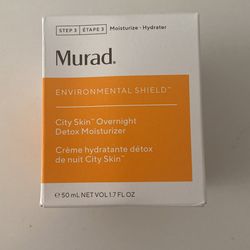 STEP 3 ÉTAPE 3 Moisturize · Hydrater
Murad.
ENVIRONMENTAL SHIELD™
City Skin™ Overnight
Detox Moisturizer
Crème hydratante détox
de nuit City Skin™
℮ 50 mL NET VOL 1.7 FL OZ